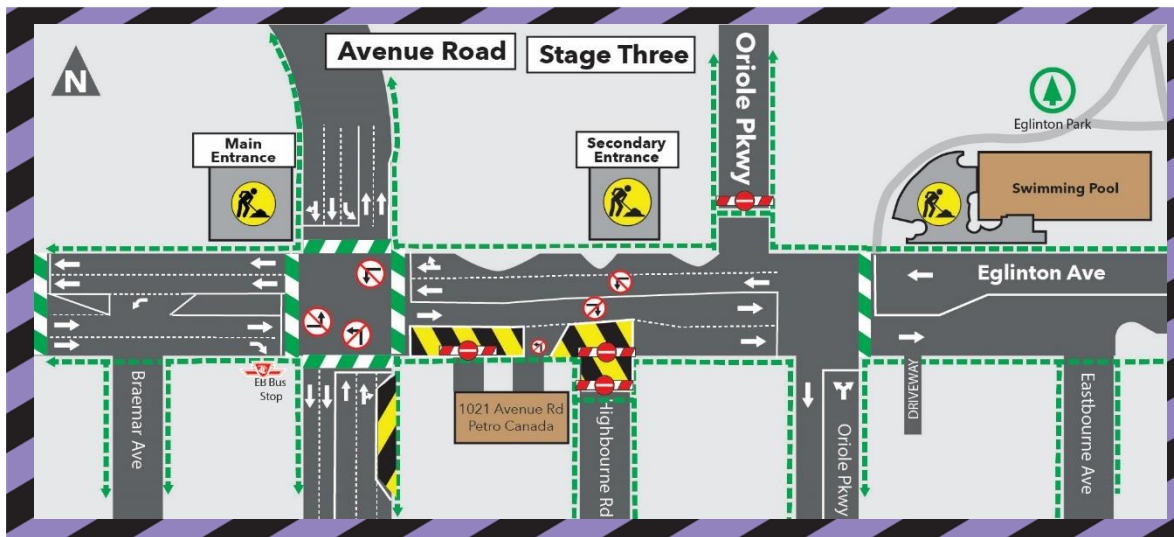 Avenue Road
Stage Three
N
Oriole Pkwy
Eglinton Park
Main
Entrance
Secondary
Entrance
Swimming Pool
Eglinton Ave
EB Bus
Stop
Braemar Ave
1021 Avenue Rd
Petro Canada
Highbourne Rd
Oriole Pkwy
DRIVEWAY
Eastbourne Ave